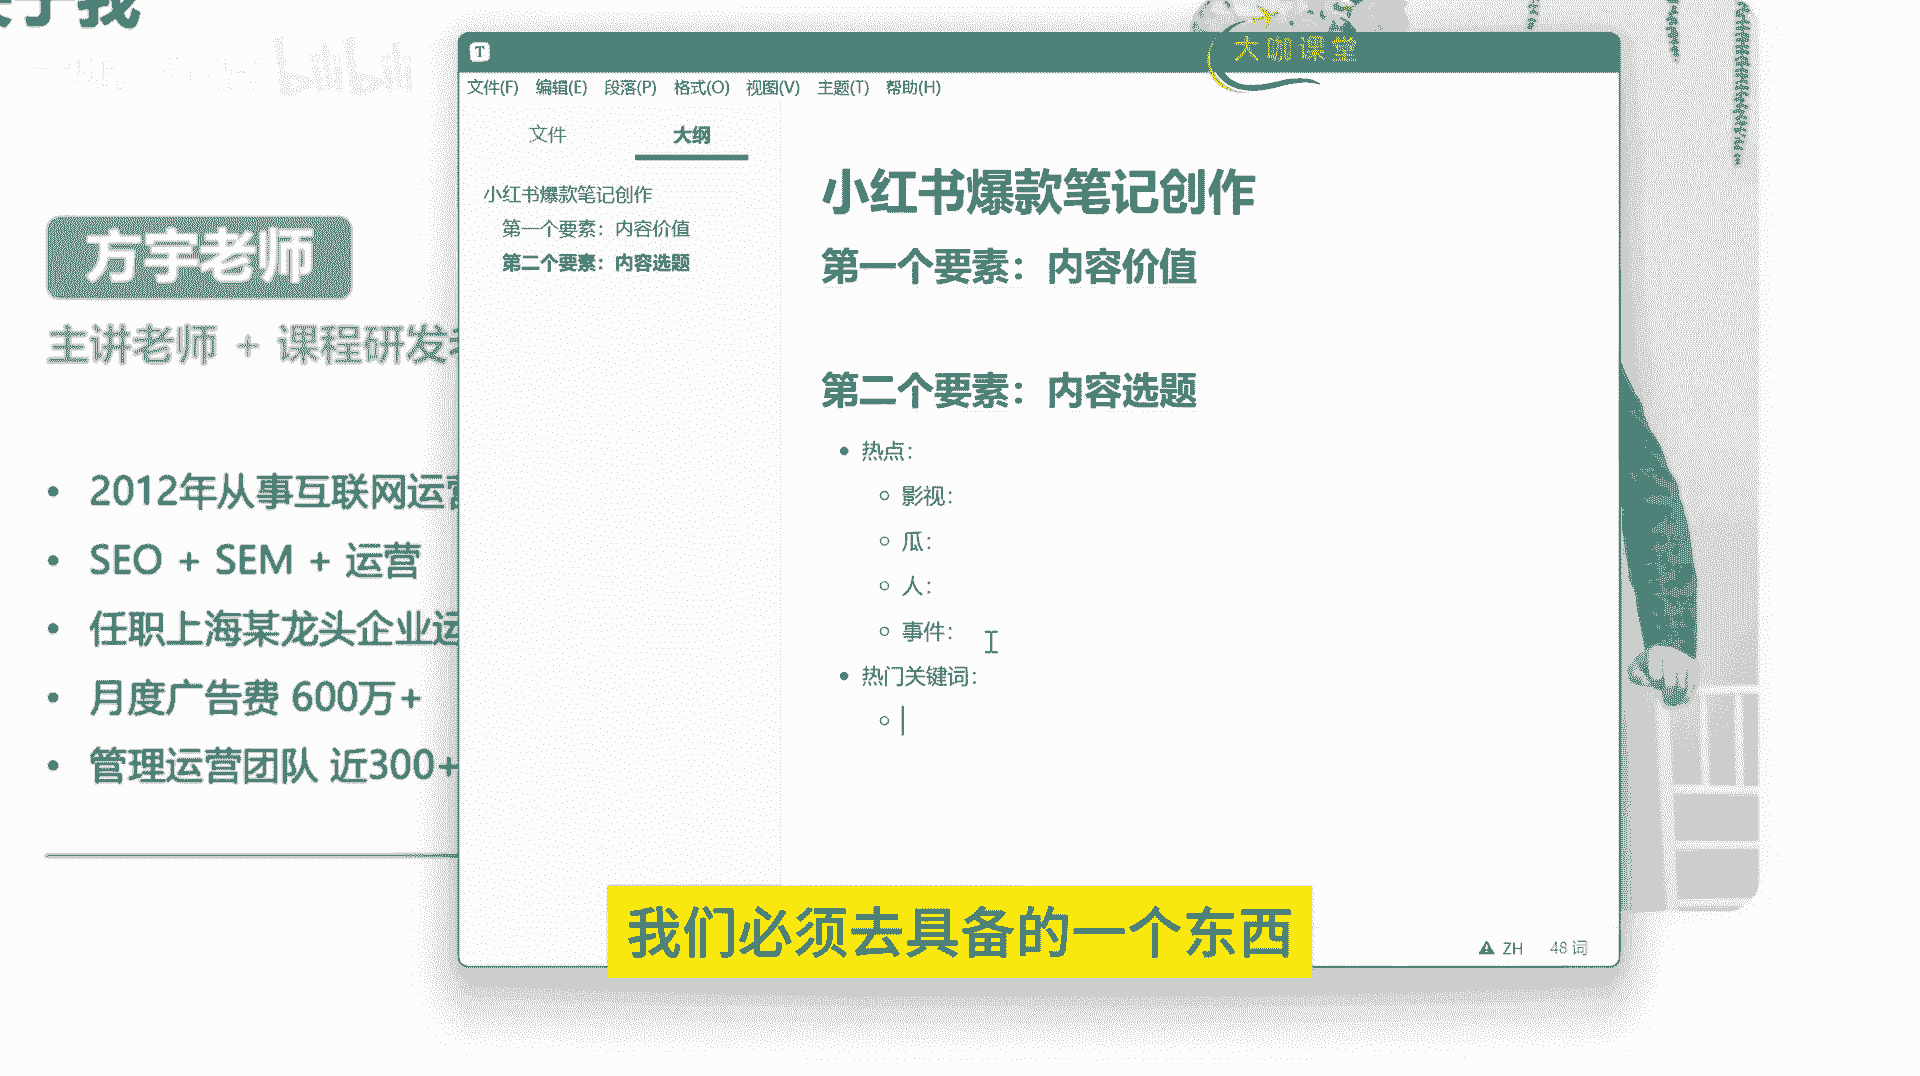 关于我
bilibili
方宇老师
主讲老师 + 课程研发
2012年从事互联网运营
SEO + SEM + 运营
任职上海某龙头企业运
月度广告费 600万+
管理运营团队 近300+
大咖课堂
T
文件(F) 编辑(E) 段落(P) 格式(O) 视图(V) 主题(T) 帮助(H)
文件 大纲
小红书爆款笔记创作
第一个要素：内容价值
第二个要素：内容选题
小红书爆款笔记创作
第一个要素：内容价值
第二个要素：内容选题
热点：
影视：
瓜：
人：
事件：
热门关键词：
我们必须去具备的一个东西
ZH 48 词